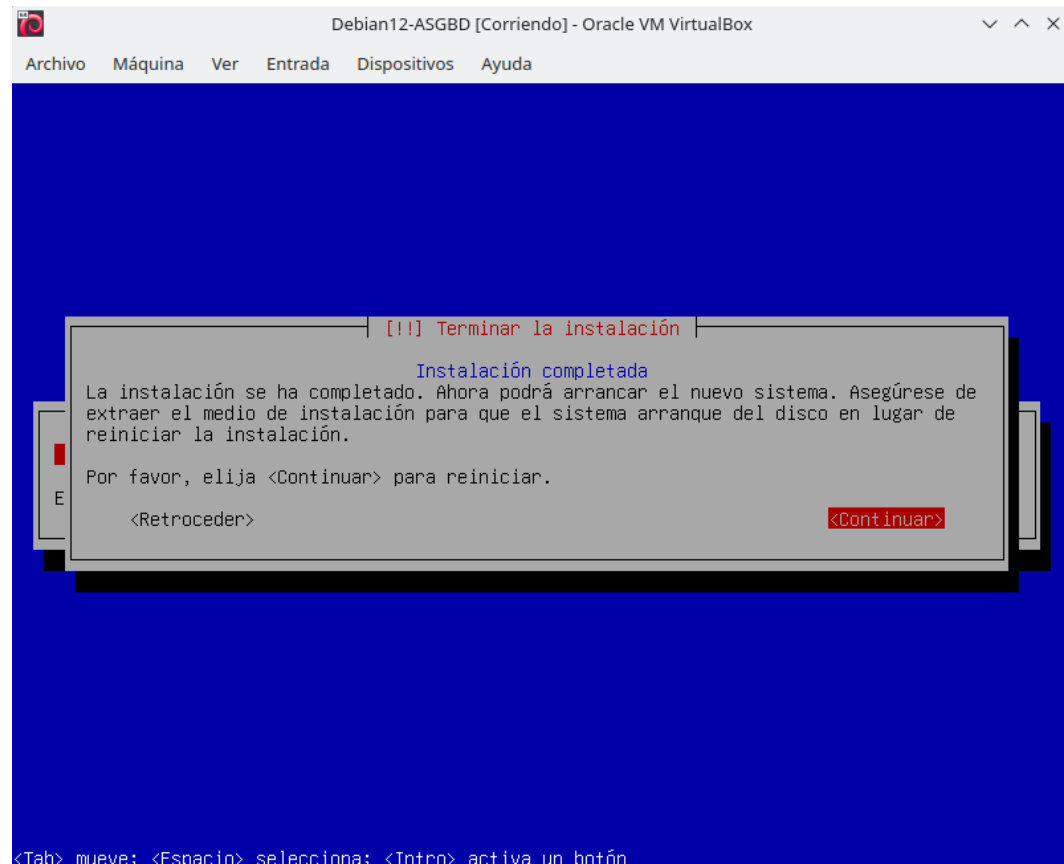 Debian12-ASGBD [Corriendo] - Oracle VM VirtualBox
Archivo Máquina Ver Entrada Dispositivos Ayuda
[!!] Terminar la instalación
Instalación completada
La instalación se ha completado. Ahora podrá arrancar el nuevo sistema. Asegúrese de
extraer el medio de instalación para que el sistema arranque del disco en lugar de
reiniciar la instalación.
Por favor, elija <Continuar> para reiniciar.
E
<Retroceder> <Continuar>
<Tab> mueve; <Espacio> selecciona; <Intro> activa un botón